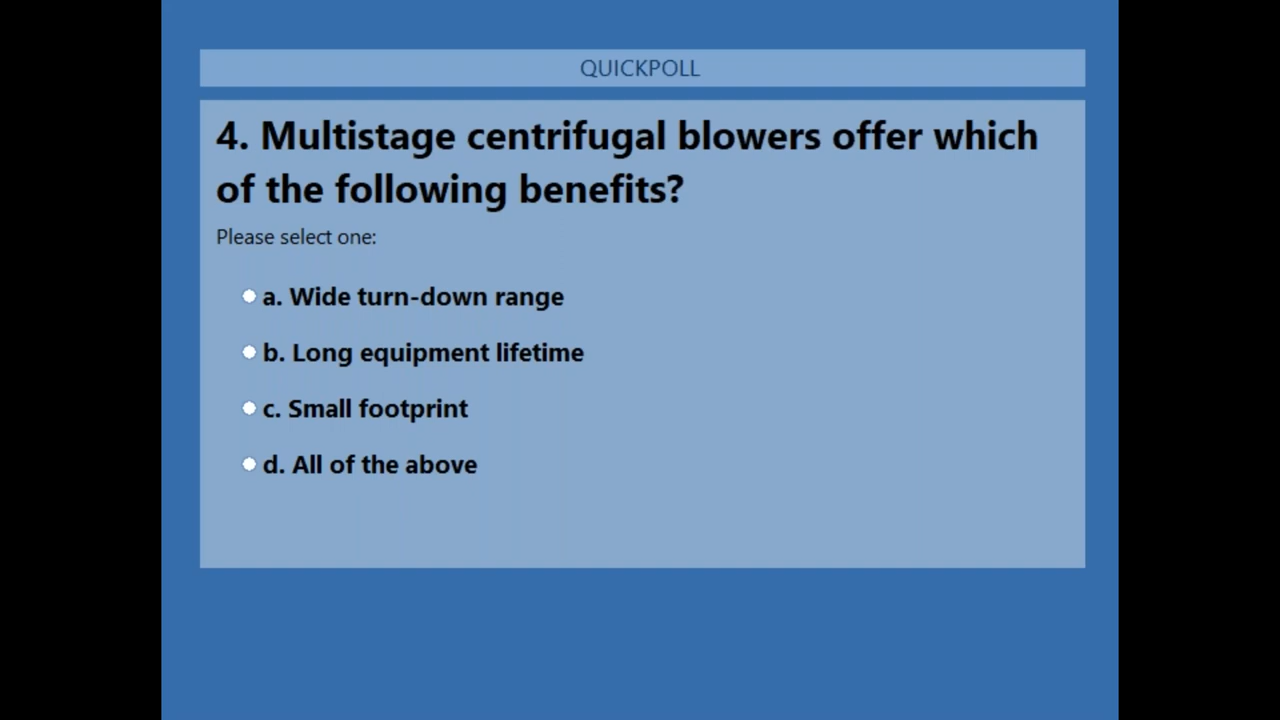 QUICKPOLL
4. Multistage centrifugal blowers offer which
of the following benefits?
Please select one:
a. Wide turn-down range
b. Long equipment lifetime
c. Small footprint
d. All of the above